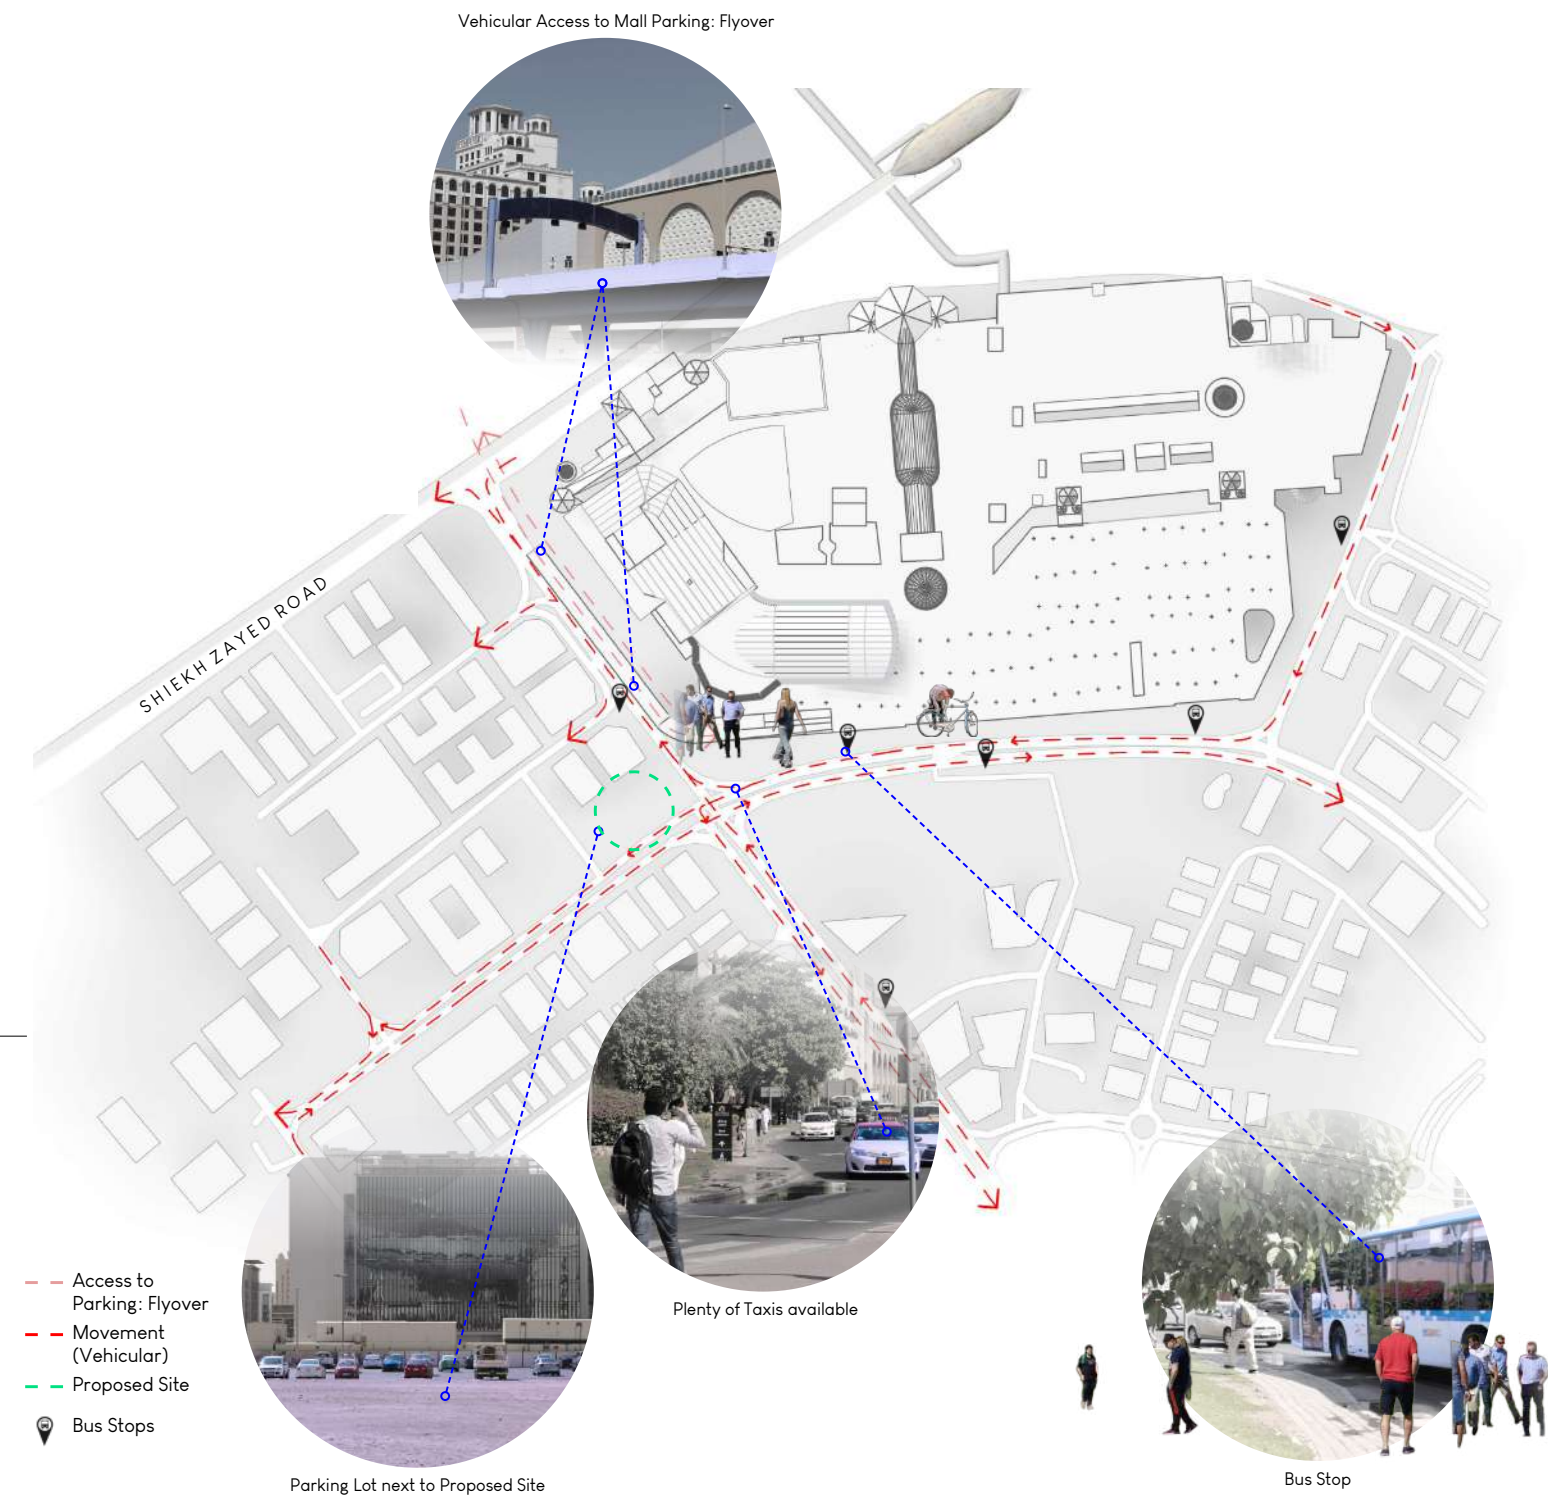 Vehicular Access to Mall Parking: Flyover
SHIEKH ZAYED ROAD
Access to
Parking: Flyover
Movement
(Vehicular)
Proposed Site
Bus Stops
Plenty of Taxis available
Parking Lot next to Proposed Site
Bus Stop